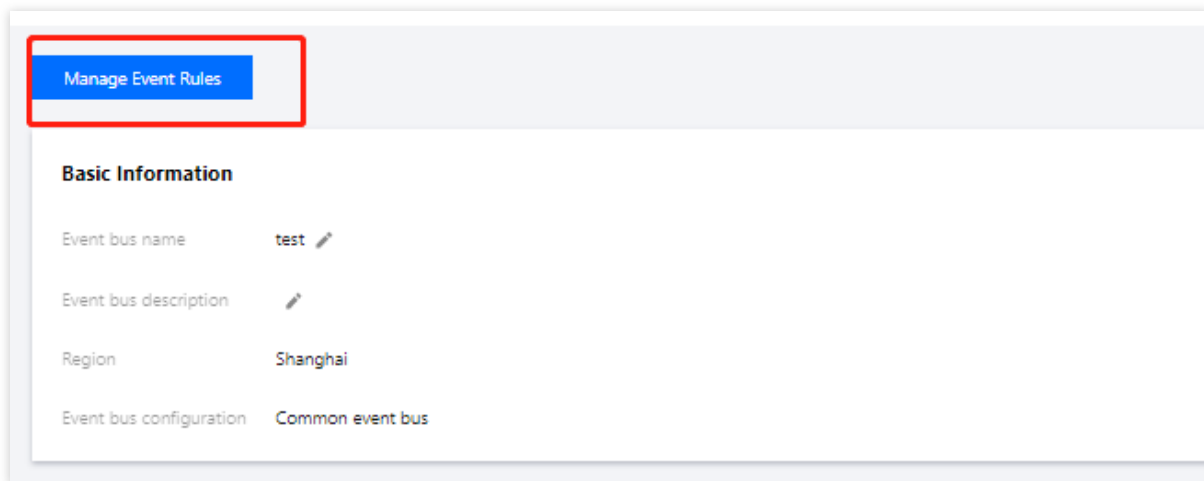 Manage Event Rules
Basic Information
Event bus name test
Event bus description
Region Shanghai
Event bus configuration Common event bus